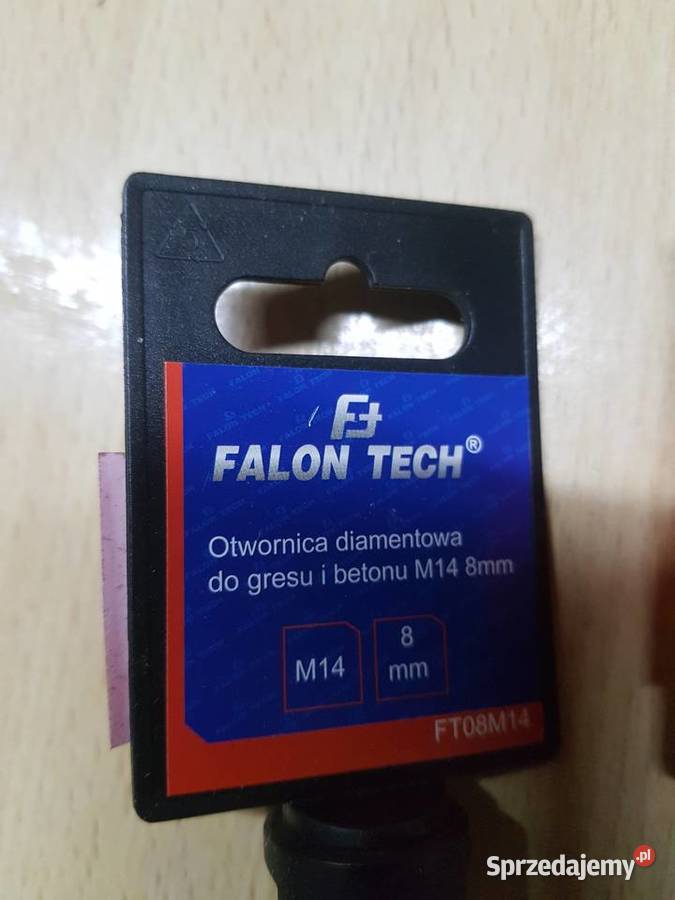 FALON TECH®
Otwornica diamentowa
do gresu i betonu M14 8mm
M14
8
mm
FT08M14
Sprzedajemy.pl